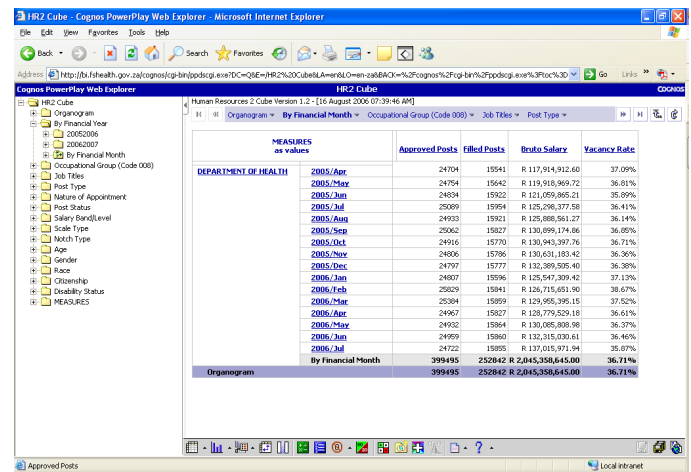 HR2 Cube - Cognos PowerPlay Web Explorer - Microsoft Internet Explorer
File Edit View Favorites Tools Help
Back Search Favorites
Address http://bi.fshealth.gov.za/cognos/cgi-bin/ppdscgi.exe?DC=Q&E=/HR2%20Cube&LA=en&LO=en-za&BACK=%2Fcognos%2Fcgi-bin%2Fppdscgi.exe%3Ftoc%3D Go Links »
Cognos PowerPlay Web Explorer HR2 Cube COGNOS
HR2 Cube
Organogram
By Financial Year
20052006
20062007
By Financial Month
Occupational Group (Code 008)
Job Titles
Post Type
Nature of Appointment
Post Status
Salary Band/Level
Scale Type
Notch Type
Age
Gender
Race
Citizenship
Disability Status
MEASURES
Human Resources 2 Cube Version 1.2 - [16 August 2006 07:39:46 AM]
Organogram By Financial Month Occupational Group (Code 008) Job Titles Post Type
MEASURES as values Approved Posts Filled Posts Bruto Salary Vacancy Rate
DEPARTMENT OF HEALTH 2005/Apr 24704 15541 R 117,914,912.60 37.09%
2005/May 24754 15642 R 119,918,969.72 36.81%
2005/Jun 24834 15922 R 121,059,865.21 35.89%
2005/Jul 25089 15954 R 125,298,377.58 36.41%
2005/Aug 24933 15921 R 125,888,561.27 36.14%
2005/Sep 25062 15827 R 130,899,174.86 36.85%
2005/Oct 24916 15770 R 130,943,397.76 36.71%
2005/Nov 24806 15786 R 130,631,183.42 36.36%
2005/Dec 24797 15777 R 132,389,505.40 36.38%
2006/Jan 24807 15596 R 125,547,309.42 37.13%
2006/Feb 25829 15841 R 126,715,651.90 38.67%
2006/Mar 25384 15859 R 129,955,395.15 37.52%
2006/Apr 24967 15827 R 128,779,529.18 36.61%
2006/May 24932 15864 R 130,085,808.98 36.37%
2006/Jun 24959 15860 R 132,315,030.61 36.46%
2006/Jul 24722 15855 R 137,015,971.94 35.87%
By Financial Month 399495 252842 R 2,045,358,645.00 36.71%
Organogram 399495 252842 R 2,045,358,645.00 36.71%
Approved Posts Local intranet